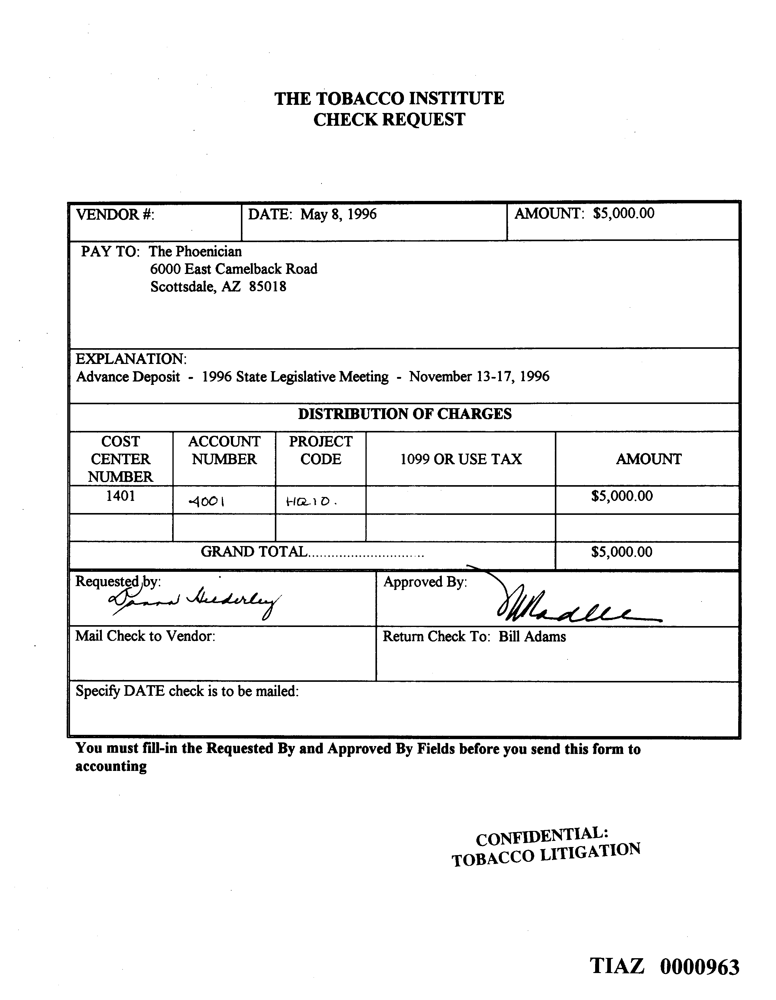 THE TOBACCO INSTITUTE
CHECK REQUEST
VENDOR #: DATE: May 8, 1996 AMOUNT: $5,000.00
PAY TO: The Phoenician
6000 East Camelback Road
Scottsdale, AZ 85018
EXPLANATION:
Advance Deposit - 1996 State Legislative Meeting - November 13-17, 1996
DISTRIBUTION OF CHARGES
COST CENTER NUMBER ACCOUNT NUMBER PROJECT CODE 1099 OR USE TAX AMOUNT
1401 4001 HQ10. $5,000.00
GRAND TOTAL............................. $5,000.00
Requested by: Approved By:
Mail Check to Vendor: Return Check To: Bill Adams
Specify DATE check is to be mailed:
You must fill-in the Requested By and Approved By Fields before you send this form to
accounting
CONFIDENTIAL:
TOBACCO LITIGATION
TIAZ 0000963